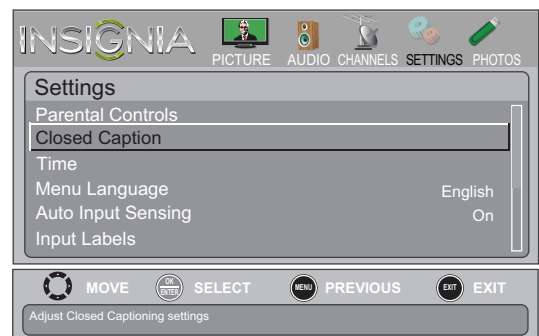 INSIGNIA
PICTURE AUDIO CHANNELS SETTINGS PHOTOS
Settings
Parental Controls
Closed Caption
Time
Menu Language English
Auto Input Sensing On
Input Labels
MOVE OK ENTER SELECT MENU PREVIOUS EXIT EXIT
Adjust Closed Captioning settings